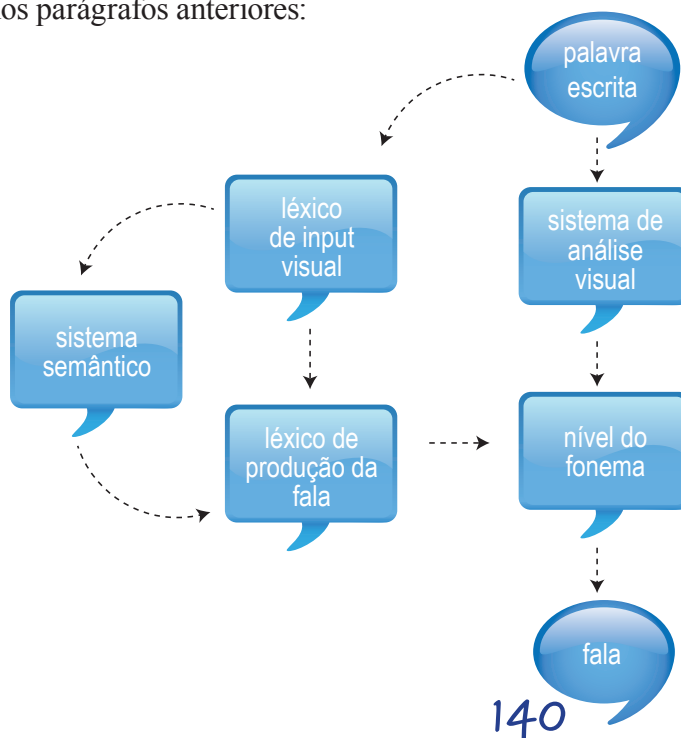 os parágrafos anteriores:
palavra
escrita
léxico
de input
visual
sistema de
análise
visual
sistema
semântico
léxico de
produção da
fala
nível do
fonema
fala
140